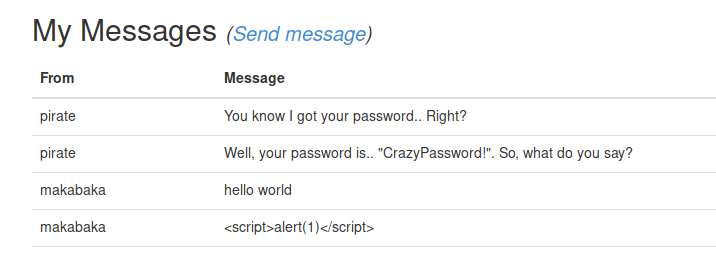 My Messages (Send message)
From Message
pirate You know I got your password.. Right?
pirate Well, your password is.. "CrazyPassword!". So, what do you say?
makabaka hello world
makabaka <script>alert(1)</script>